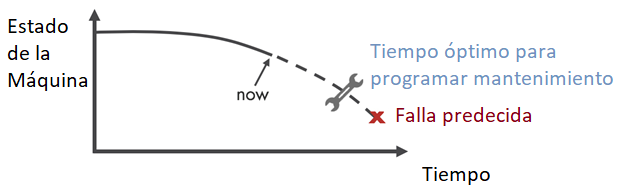 Estado
de la
Máquina
now
Tiempo óptimo para
programar mantenimiento
Falla predecida
Tiempo